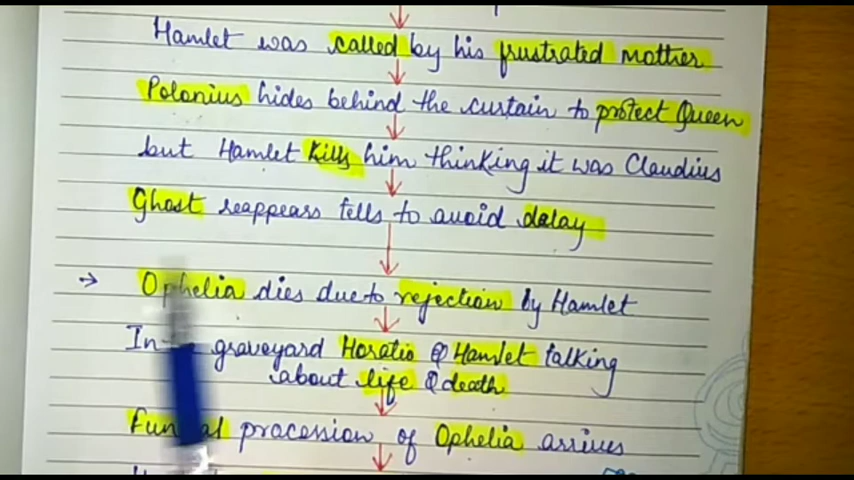 Hamlet was called by his frustrated mother
Polonius hides behind the curtain to protect Queen
but Hamlet kills him thinking it was Claudius
Ghost reappears tells to avoid delay
→ Ophelia dies due to rejection by Hamlet
In graveyard Horatio & Hamlet talking
about life & death
Funeral procession of Ophelia arrives